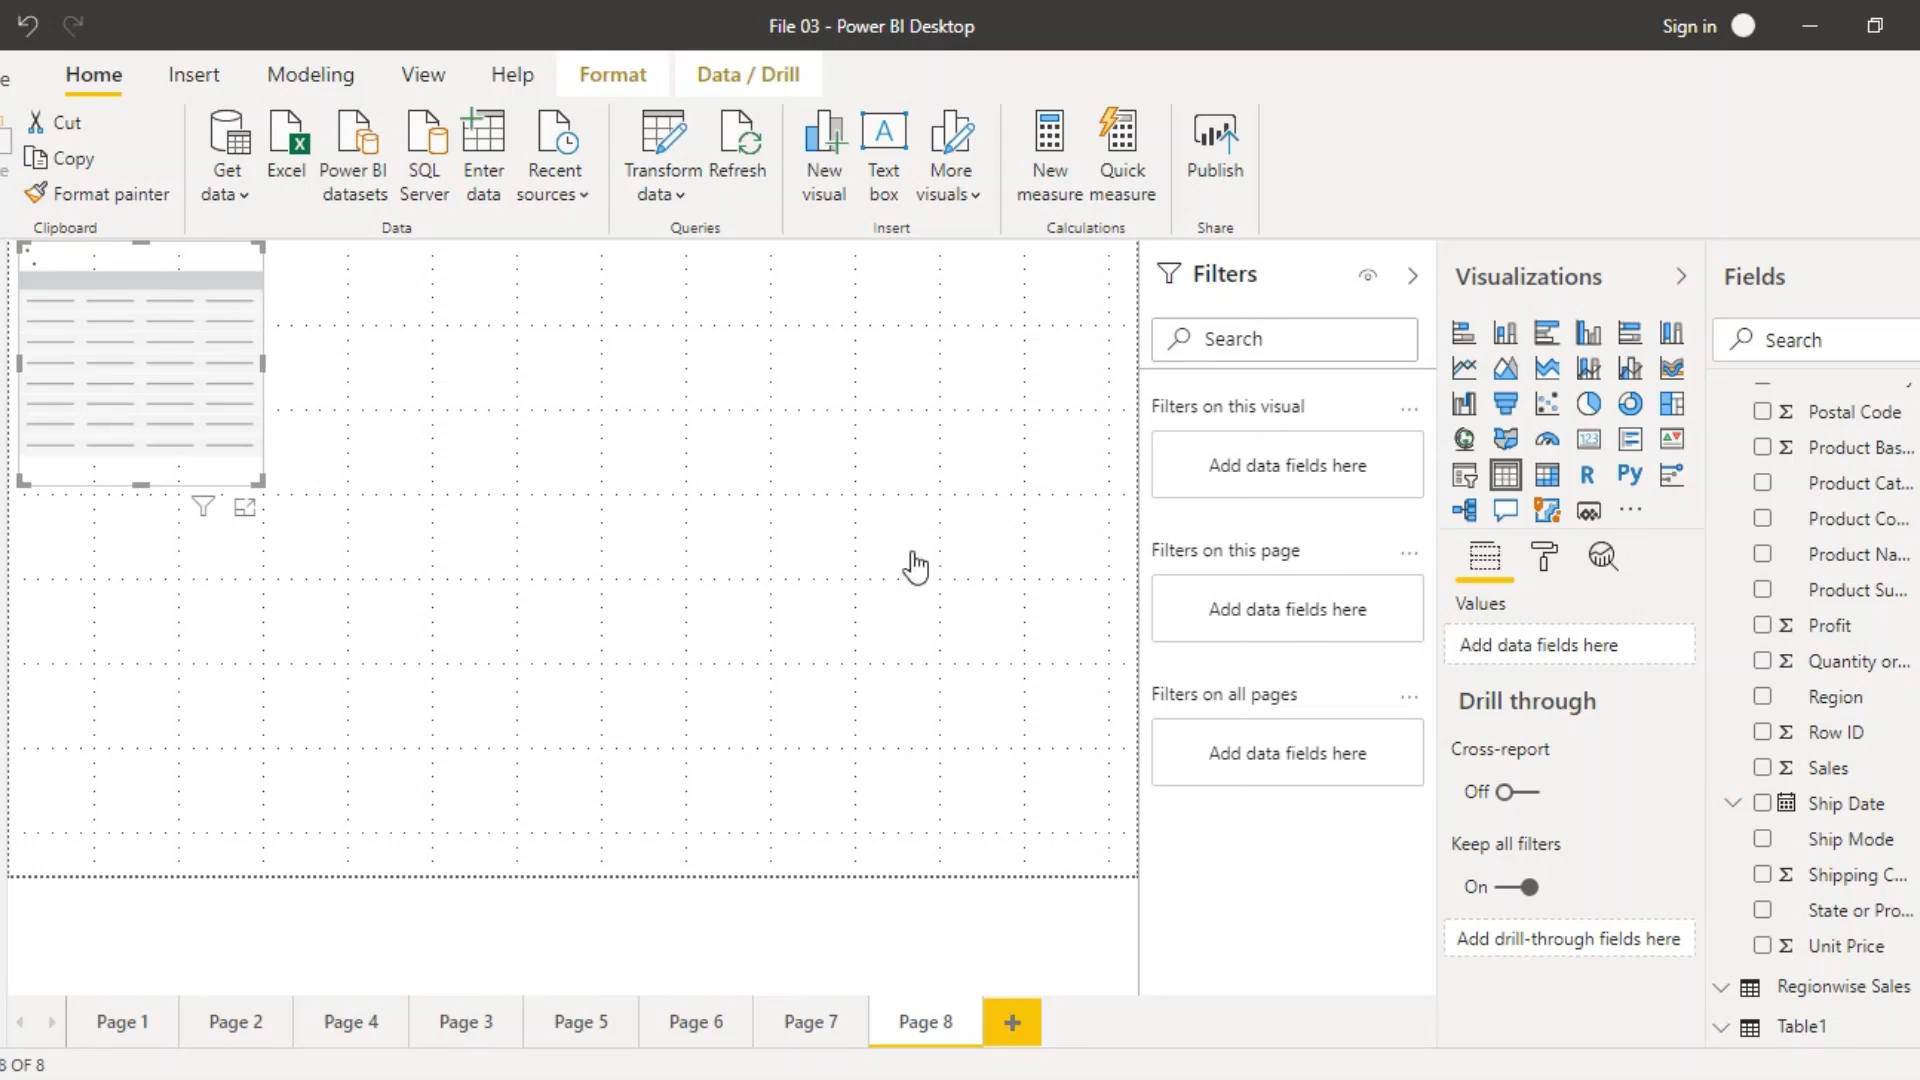 File 03 - Power BI Desktop
Sign in
Home Insert Modeling View Help Format Data / Drill
Cut
Copy
Format painter
Clipboard
Get data
Excel
Power BI datasets
SQL Server
Enter data
Recent sources
Data
Transform data
Refresh
Queries
New visual
Text box
More visuals
Insert
New measure
Quick measure
Calculations
Publish
Share
Filters
Search
Filters on this visual
Add data fields here
Filters on this page
Add data fields here
Filters on all pages
Add data fields here
Visualizations
123
R
Py
Values
Add data fields here
Drill through
Cross-report
Off
Keep all filters
On
Add drill-through fields here
Fields
Search
Postal Code
Product Bas...
Product Cat...
Product Co...
Product Na...
Product Su...
Profit
Quantity or...
Region
Row ID
Sales
Ship Date
Ship Mode
Shipping C...
State or Pro...
Unit Price
Regionwise Sales
Table1
Page 1 Page 2 Page 4 Page 3 Page 5 Page 6 Page 7 Page 8
8 OF 8